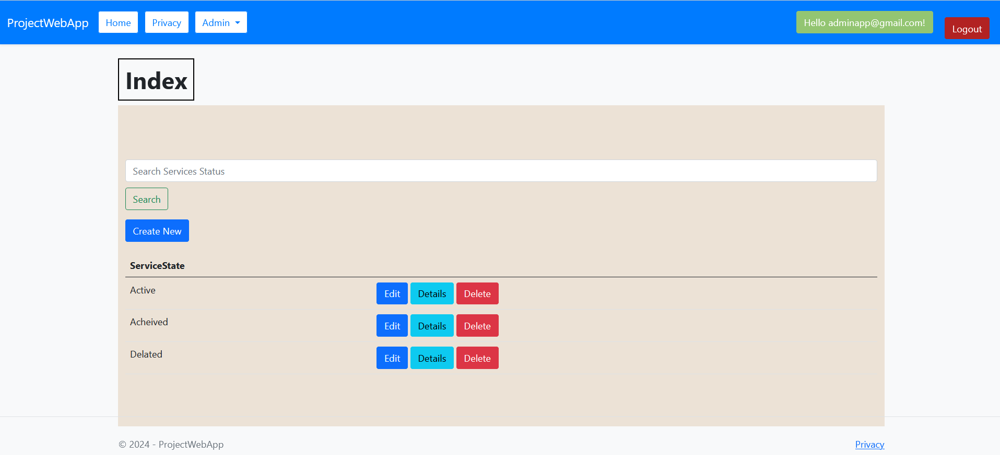 ProjectWebApp Home Privacy Admin Hello adminapp@gmail.com! Logout
Index
Search Services Status
Search
Create New
ServiceState
Active Edit Details Delete
Acheived Edit Details Delete
Delated Edit Details Delete
© 2024 - ProjectWebApp Privacy